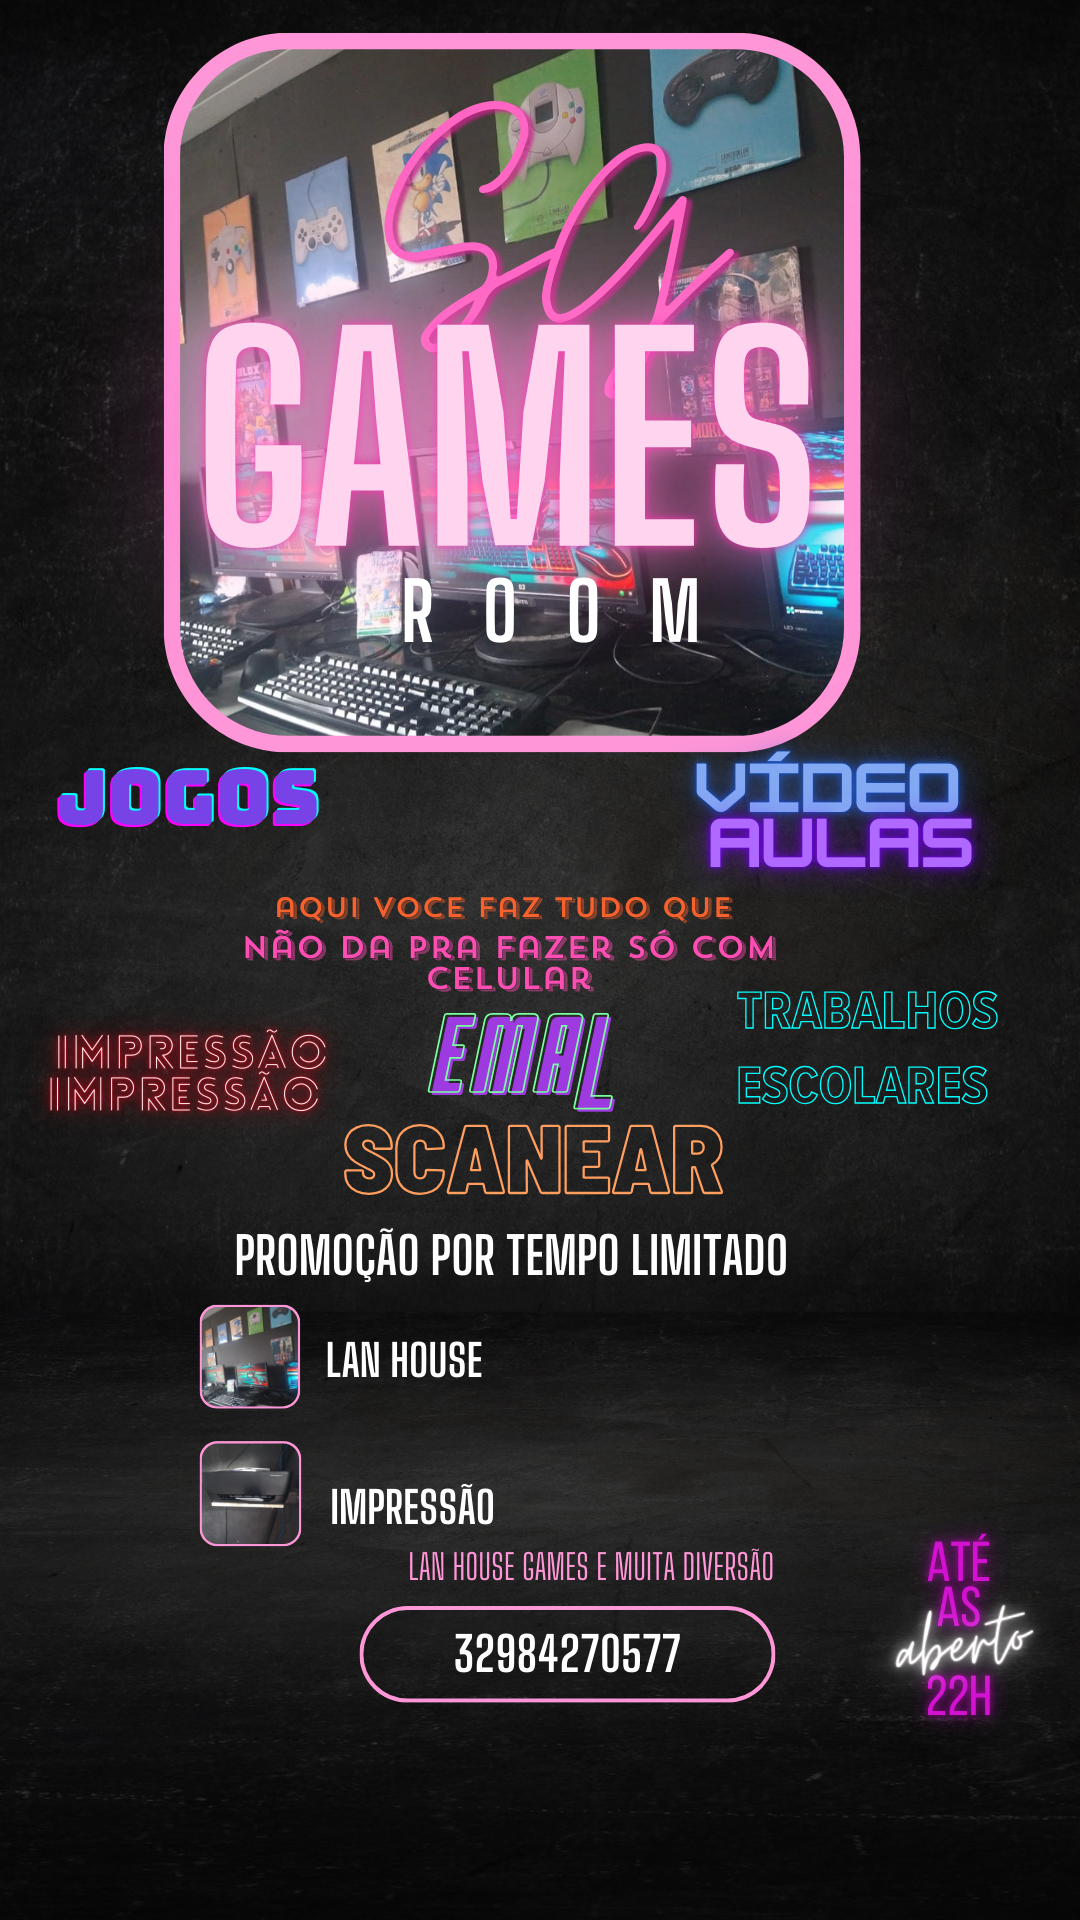 SG
GAMES
ROOM
JOGOS
VÍDEO
AULAS
AQUI VOCE FAZ TUDO QUE
NÃO DA PRA FAZER SÓ COM
CELULAR
TRABALHOS
ESCOLARES
IMPRESSÃO
IMPRESSÃO
EMAL
SCANEAR
PROMOÇÃO POR TEMPO LIMITADO
LAN HOUSE
IMPRESSÃO
LAN HOUSE GAMES E MUITA DIVERSÃO
32984270577
ATÉ
AS
aberto
22H